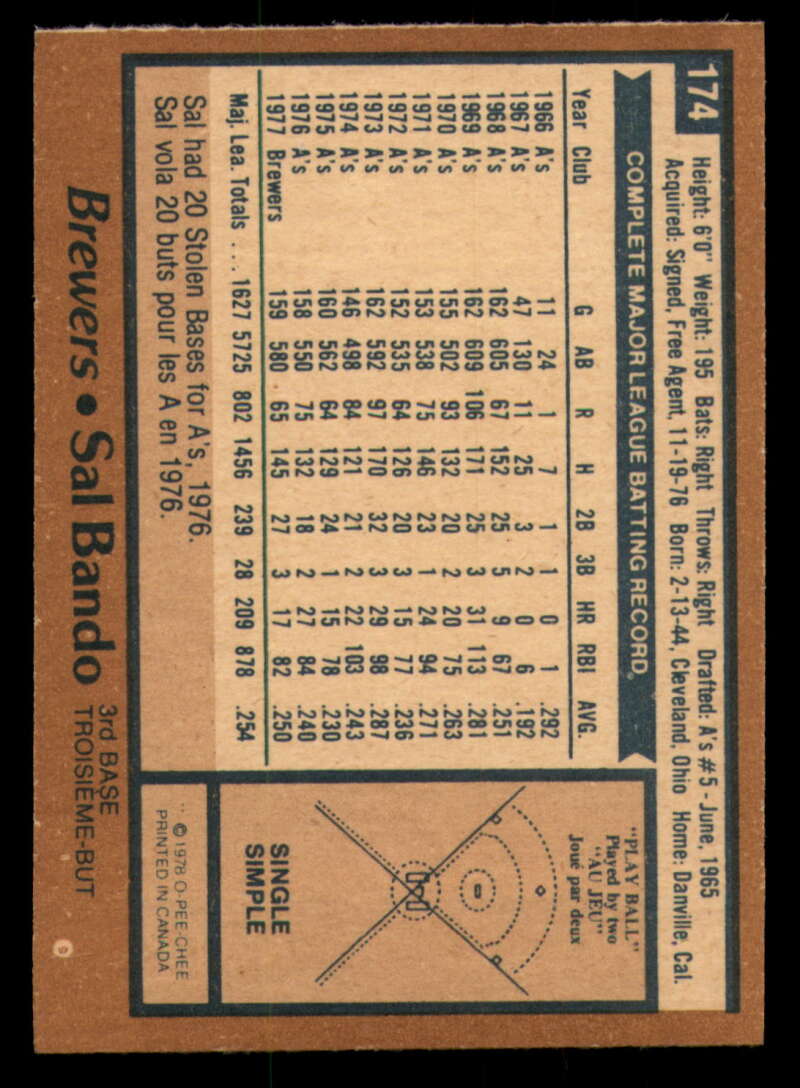 174
Height: 6'0" Weight: 195 Bats: Right Throws: Right Drafted: A's #5 - June, 1965
Acquired: Signed, Free Agent, 11-19-76 Born: 2-13-44, Cleveland, Ohio Home: Danville, Cal.
COMPLETE MAJOR LEAGUE BATTING RECORD
Year Club G AB R H 2B 3B HR RBI AVG.
1966 A's 11 24 1 7 1 1 0 1 .292
1967 A's 47 130 11 25 3 2 0 6 .192
1968 A's 162 605 67 152 25 5 9 67 .251
1969 A's 162 609 106 171 25 3 31 113 .281
1970 A's 155 502 93 132 20 2 20 75 .263
1971 A's 153 538 75 146 23 1 24 94 .271
1972 A's 152 535 64 126 20 3 15 77 .236
1973 A's 162 592 97 170 32 3 29 98 .287
1974 A's 146 498 84 121 21 2 22 103 .243
1975 A's 160 562 64 129 24 1 15 78 .230
1976 A's 158 550 75 132 18 2 27 84 .240
1977 Brewers 159 580 65 145 27 3 17 82 .250
Maj. Lea. Totals ... 1627 5725 802 1456 239 28 209 878 .254
Sal had 20 Stolen Bases for A's, 1976.
Sal vola 20 buts pour les A en 1976.
"PLAY BALL"
Played by two
"AU JEU"
Joué par deux
SINGLE
SIMPLE
© 1978 O-PEE-CHEE
PRINTED IN CANADA
Brewers • Sal Bando
3rd BASE
TROISIÈME-BUT